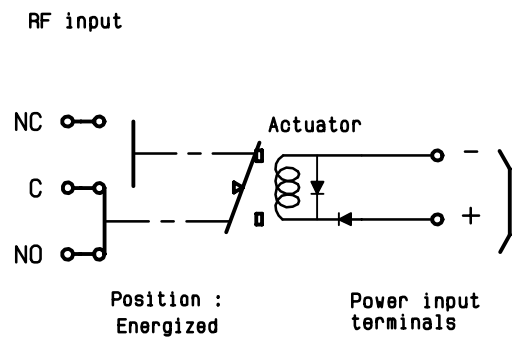 RF input
NC
Actuator
-
C
+
NO
Position :
Energized
Power input
terminals